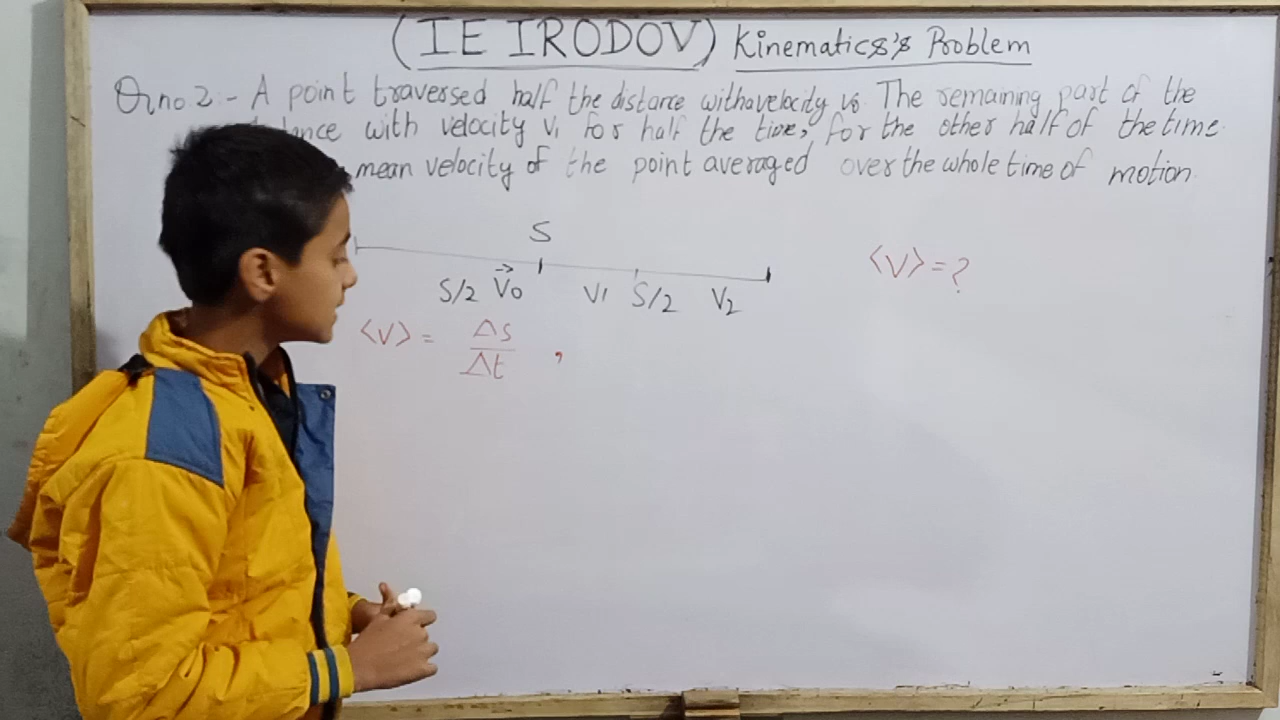 (IE IRODOV) Kinematics's Problem
Q.no 2:- A point traversed half the distance with a velocity v0. The remaining part of the
with velocity V1 for half the time, for the other half of the time
mean velocity of the point averaged over the whole time of motion.
S
<V> = ?
S/2 V0 V1 S/2 V2
<V> = Δs/Δt ,